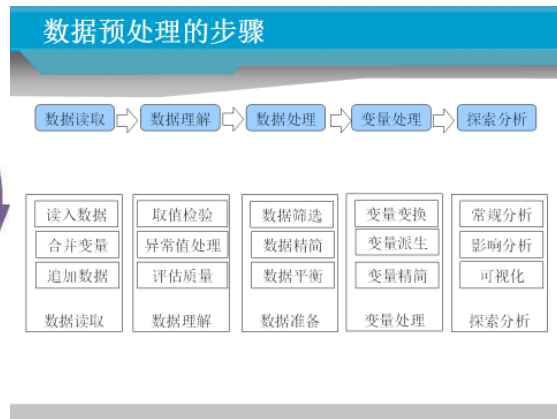 数据预处理的步骤
数据读取 数据理解 数据处理 变量处理 探索分析
读入数据 取值检验 数据筛选 变量变换 常规分析
合并变量 异常值处理 数据精简 变量派生 影响分析
追加数据 评估质量 数据平衡 变量精简 可视化
数据读取 数据理解 数据准备 变量处理 探索分析